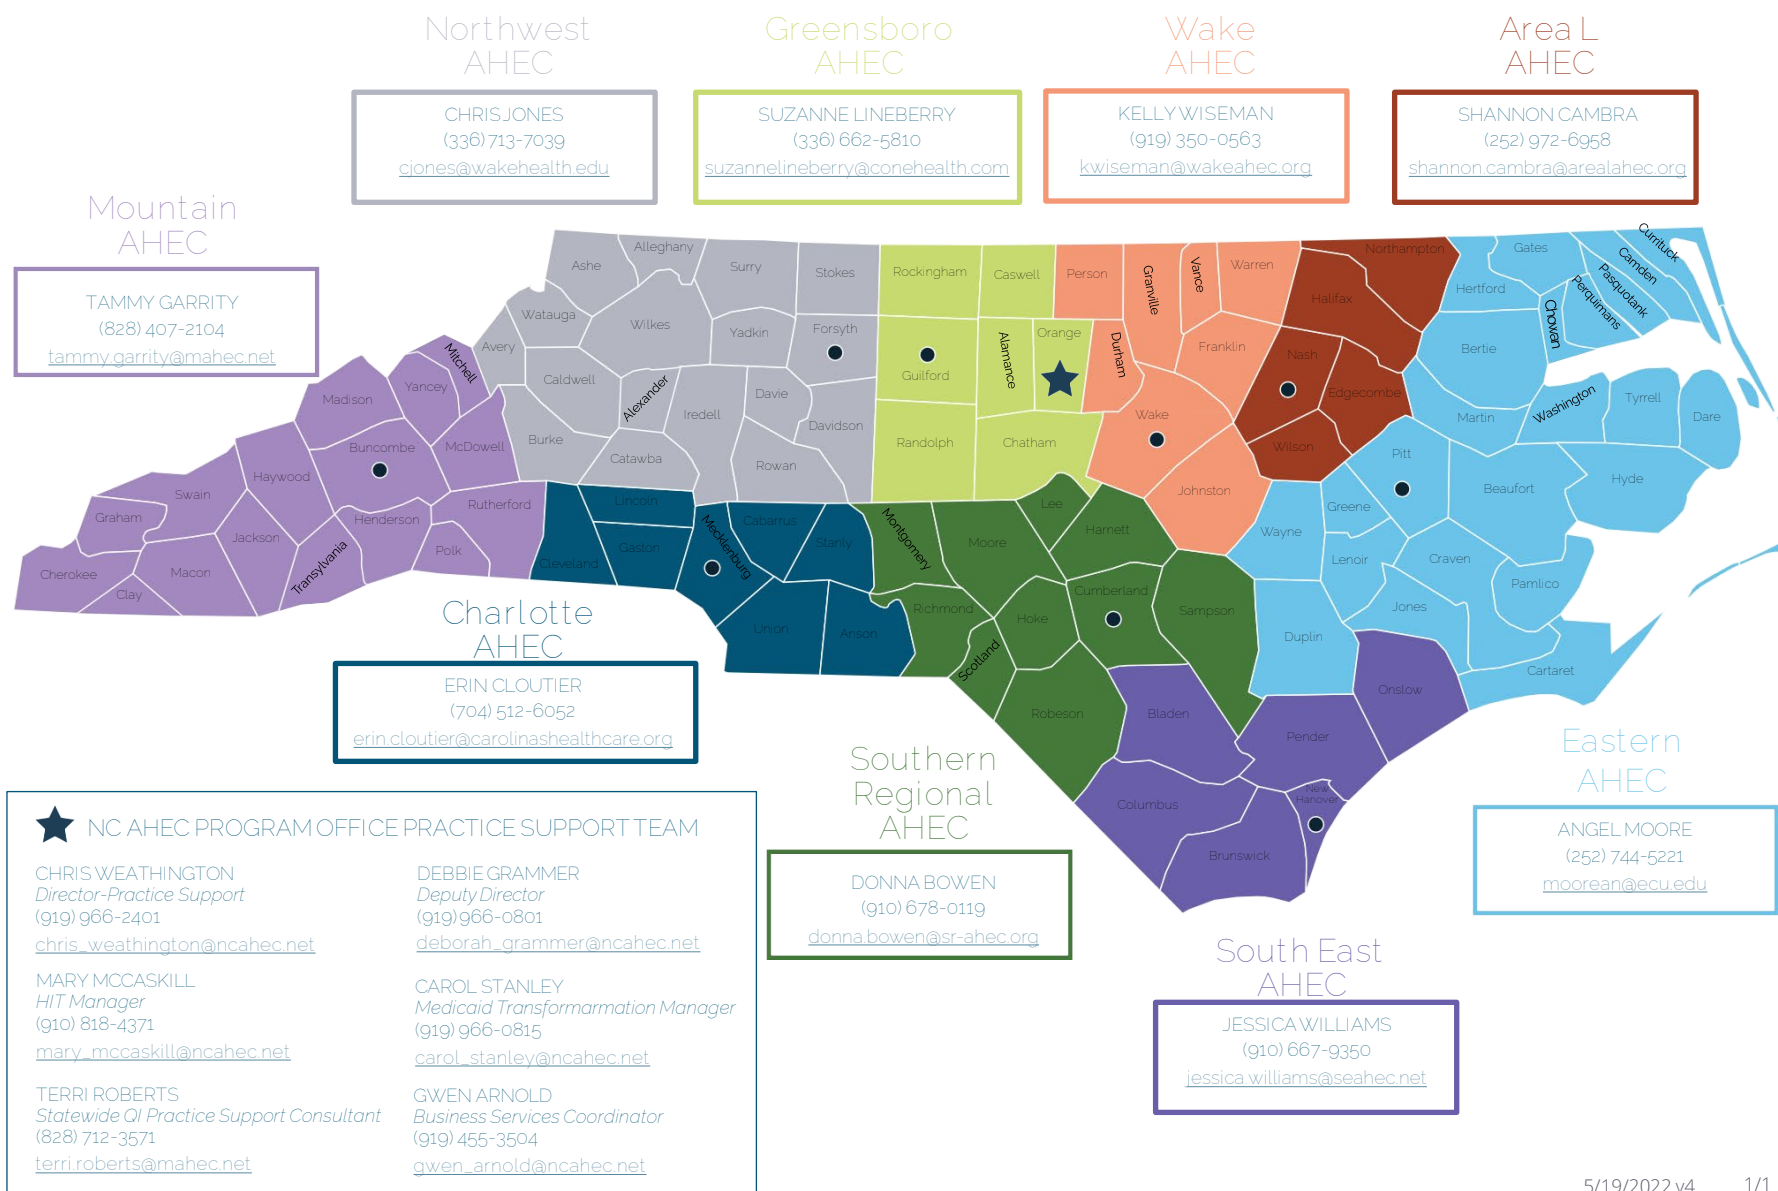 Northwest
AHEC
CHRIS JONES
(336) 713-7039
cjones@wakehealth.edu
Greensboro
AHEC
SUZANNE LINEBERRY
(336) 662-5810
suzannelineberry@conehealth.com
Wake
AHEC
KELLY WISEMAN
(919) 350-0563
kwiseman@wakeahec.org
Area L
AHEC
SHANNON CAMBRA
(252) 972-6958
shannon.cambra@arealahec.org
Mountain
AHEC
TAMMY GARRITY
(828) 407-2104
tammy.garrity@mahec.net
Ashe
Alleghany
Surry
Stokes
Rockingham
Caswell
Person
Granville
Vance
Warren
Northampton
Gates
Currituck
Camden
Pasquotank
Perquimans
Chowan
Hertford
Halifax
Watauga
Wilkes
Yadkin
Forsyth
Guilford
Alamance
Orange
Durham
Franklin
Nash
Bertie
Avery
Mitchell
Yancey
Madison
Caldwell
Alexander
Iredell
Davie
Davidson
Randolph
Chatham
Wake
Edgecombe
Martin
Washington
Tyrrell
Dare
Buncombe
McDowell
Burke
Catawba
Rowan
Wilson
Pitt
Beaufort
Hyde
Haywood
Swain
Graham
Rutherford
Henderson
Jackson
Polk
Transylvania
Macon
Cherokee
Clay
Lincoln
Cleveland
Gaston
Mecklenburg
Cabarrus
Stanly
Union
Anson
Montgomery
Moore
Lee
Harnett
Johnston
Wayne
Greene
Lenoir
Craven
Pamlico
Jones
Richmond
Hoke
Cumberland
Sampson
Duplin
Cartaret
Scotland
Robeson
Bladen
Onslow
Pender
Columbus
New
Hanover
Brunswick
Charlotte
AHEC
ERIN CLOUTIER
(704) 512-6052
erin.cloutier@carolinashealthcare.org
Southern
Regional
AHEC
DONNA BOWEN
(910) 678-0119
donna.bowen@sr-ahec.org
Eastern
AHEC
ANGEL MOORE
(252) 744-5221
moorean@ecu.edu
South East
AHEC
JESSICA WILLIAMS
(910) 667-9350
jessica.williams@seahec.net
NC AHEC PROGRAM OFFICE PRACTICE SUPPORT TEAM
CHRIS WEATHINGTON
Director-Practice Support
(919) 966-2401
chris_weathington@ncahec.net
MARY MCCASKILL
HIT Manager
(910) 818-4371
mary_mccaskill@ncahec.net
TERRI ROBERTS
Statewide QI Practice Support Consultant
(828) 712-3571
terri.roberts@mahec.net
DEBBIE GRAMMER
Deputy Director
(919) 966-0801
deborah_grammer@ncahec.net
CAROL STANLEY
Medicaid Transformarmation Manager
(919) 966-0815
carol_stanley@ncahec.net
GWEN ARNOLD
Business Services Coordinator
(919) 455-3504
gwen_arnold@ncahec.net
5/19/2022 v4
1/1